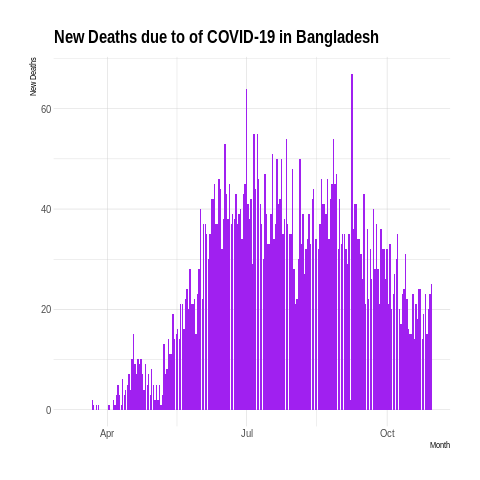 New Deaths due to of COVID-19 in Bangladesh
New Deaths
60
40
20
0
Apr
Jul
Oct
Month